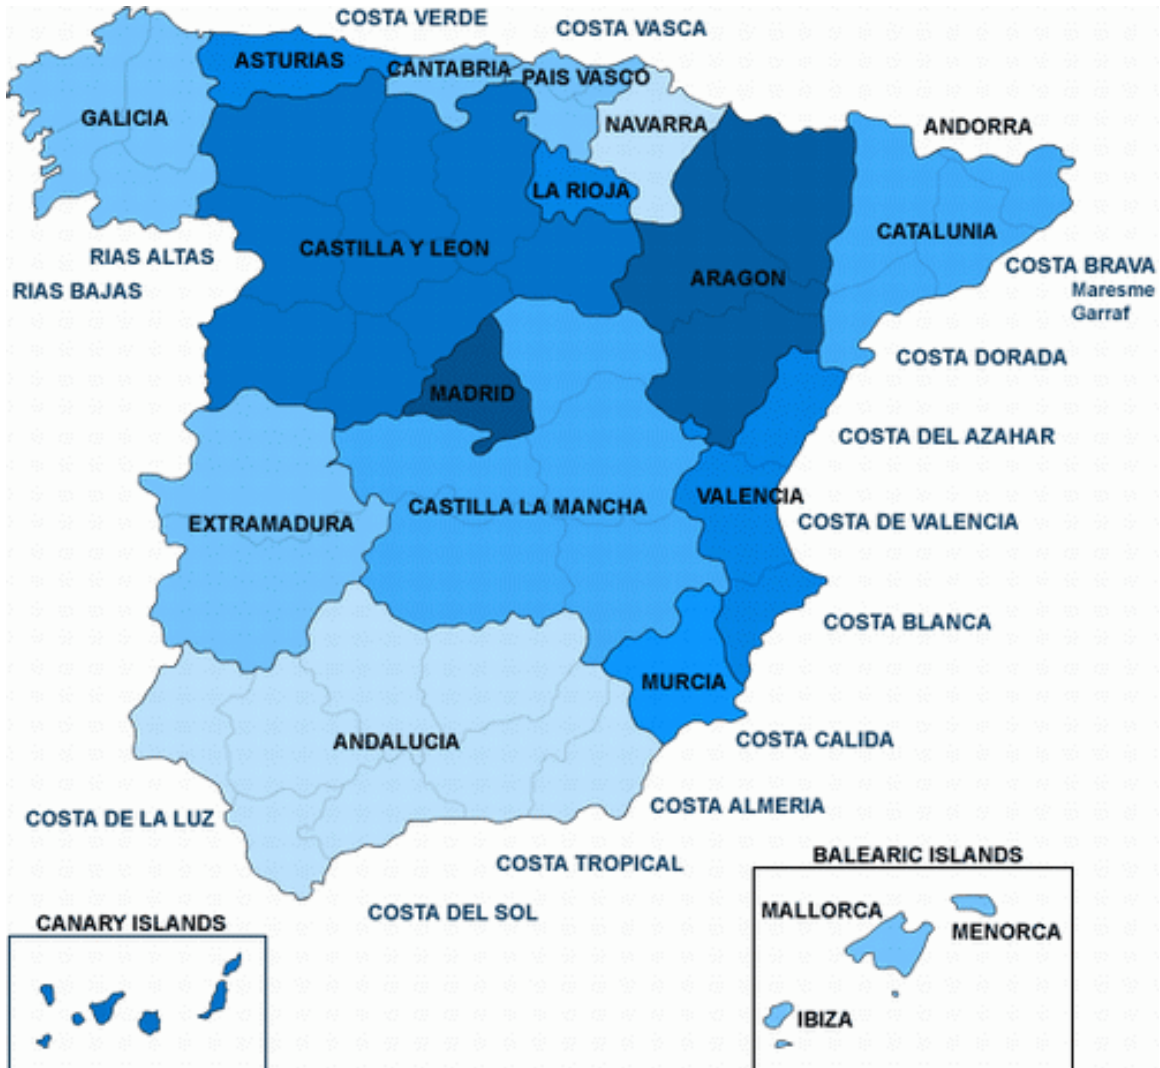 COSTA VERDE
COSTA VASCA
ASTURIAS
CANTABRIA
PAIS VASCO
GALICIA
NAVARRA
ANDORRA
LA RIOJA
CATALUNIA
CASTILLA Y LEON
RIAS ALTAS
ARAGON
COSTA BRAVA
RIAS BAJAS
Maresme
Garraf
COSTA DORADA
MADRID
COSTA DEL AZAHAR
VALENCIA
CASTILLA LA MANCHA
EXTRAMADURA
COSTA DE VALENCIA
COSTA BLANCA
MURCIA
ANDALUCIA
COSTA CALIDA
COSTA ALMERIA
COSTA DE LA LUZ
COSTA TROPICAL
BALEARIC ISLANDS
COSTA DEL SOL
MALLORCA
CANARY ISLANDS
MENORCA
IBIZA